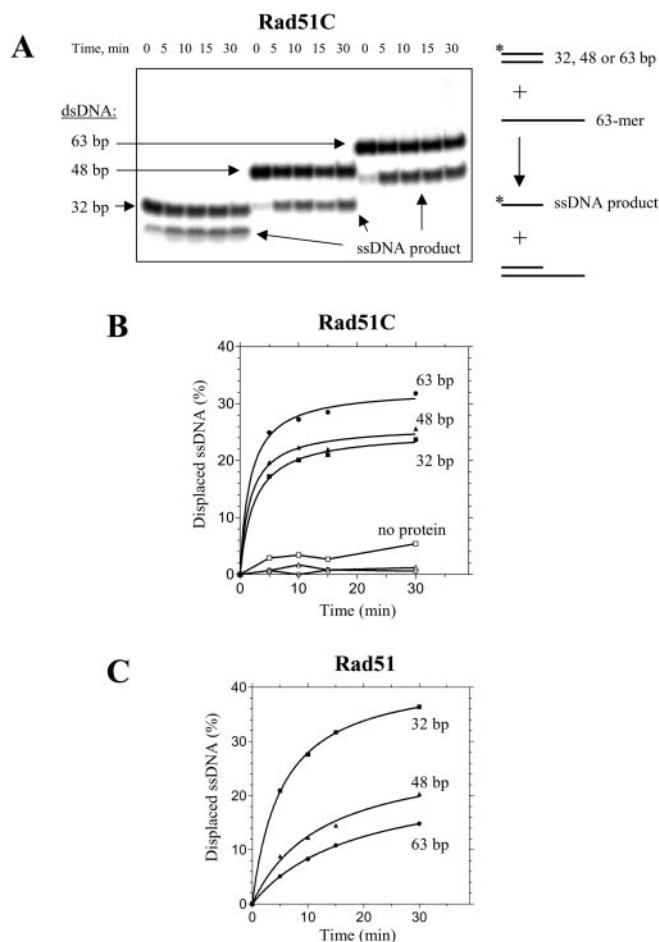 Rad51C
A
Time, min 0 5 10 15 30 0 5 10 15 30 0 5 10 15 30
dsDNA:
63 bp
48 bp
32 bp
ssDNA product
*
32, 48 or 63 bp
+
63-mer
*
ssDNA product
+
B
Rad51C
Displaced ssDNA (%)
40
30
20
10
0
63 bp
48 bp
32 bp
no protein
0 10 20 30
Time (min)
C
Rad51
Displaced ssDNA (%)
40
30
20
10
0
32 bp
48 bp
63 bp
0 10 20 30
Time (min)